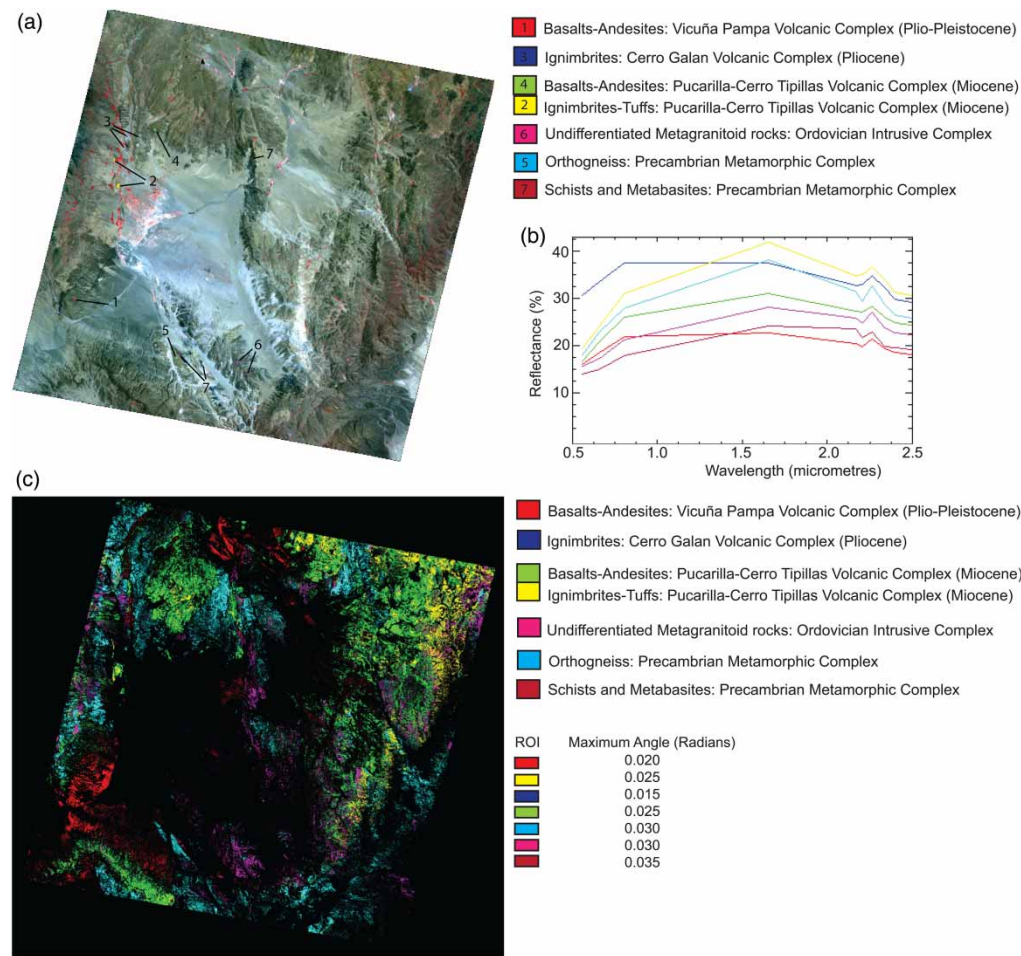 (a)
1 Basalts-Andesites: Vicuña Pampa Volcanic Complex (Plio-Pleistocene)
3 Ignimbrites: Cerro Galan Volcanic Complex (Pliocene)
4 Basalts-Andesites: Pucarilla-Cerro Tipillas Volcanic Complex (Miocene)
2 Ignimbrites-Tuffs: Pucarilla-Cerro Tipillas Volcanic Complex (Miocene)
6 Undifferentiated Metagranitoid rocks: Ordovician Intrusive Complex
5 Orthogneiss: Precambrian Metamorphic Complex
7 Schists and Metabasites: Precambrian Metamorphic Complex
3
4
7
2
1
5
6
7
(b)
Reflectance (%)
40
30
20
10
0.5 1.0 1.5 2.0 2.5
Wavelength (micrometres)
(c)
Basalts-Andesites: Vicuña Pampa Volcanic Complex (Plio-Pleistocene)
Ignimbrites: Cerro Galan Volcanic Complex (Pliocene)
Basalts-Andesites: Pucarilla-Cerro Tipillas Volcanic Complex (Miocene)
Ignimbrites-Tuffs: Pucarilla-Cerro Tipillas Volcanic Complex (Miocene)
Undifferentiated Metagranitoid rocks: Ordovician Intrusive Complex
Orthogneiss: Precambrian Metamorphic Complex
Schists and Metabasites: Precambrian Metamorphic Complex
ROI Maximum Angle (Radians)
0.020
0.025
0.015
0.025
0.030
0.030
0.035